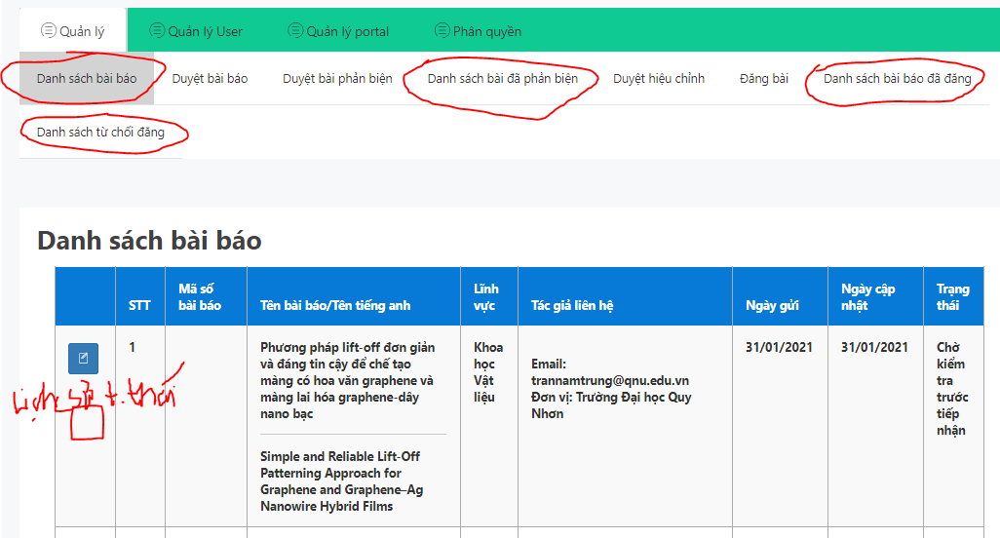 Quản lý Quản lý User Quản lý portal Phân quyền
Danh sách bài báo Duyệt bài báo Duyệt bài phản biện Danh sách bài đã phản biện Duyệt hiệu chỉnh Đăng bài Danh sách bài báo đã đăng
Danh sách từ chối đăng
Danh sách bài báo
STT Mã số bài báo Tên bài báo/Tên tiếng anh Lĩnh vực Tác giả liên hệ Ngày gửi Ngày cập nhật Trạng thái
1
Phương pháp lift-off đơn giản
và đáng tin cậy để chế tạo
màng có hoa văn graphene và
màng lai hóa graphene-dây
nano bạc
Simple and Reliable Lift-Off
Patterning Approach for
Graphene and Graphene–Ag
Nanowire Hybrid Films
Khoa
học
Vật
liệu
Email:
trannamtrung@qnu.edu.vn
Đơn vị: Trường Đại học Quy
Nhơn
31/01/2021
31/01/2021
Chờ
kiểm
tra
trước
tiếp
nhận
Lịch sử t.thái